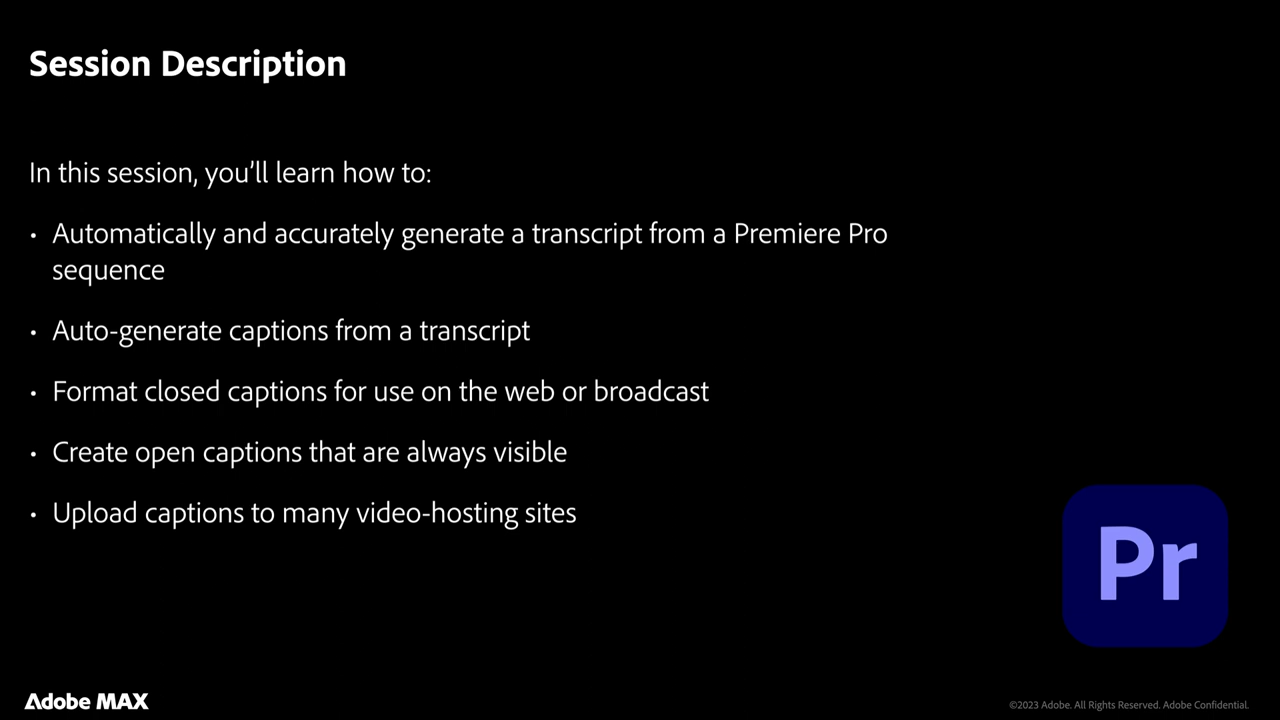 Session Description
In this session, you’ll learn how to:
• Automatically and accurately generate a transcript from a Premiere Pro
sequence
• Auto-generate captions from a transcript
• Format closed captions for use on the web or broadcast
• Create open captions that are always visible
• Upload captions to many video-hosting sites
Pr
Adobe MAX
©2023 Adobe. All Rights Reserved. Adobe Confidential.